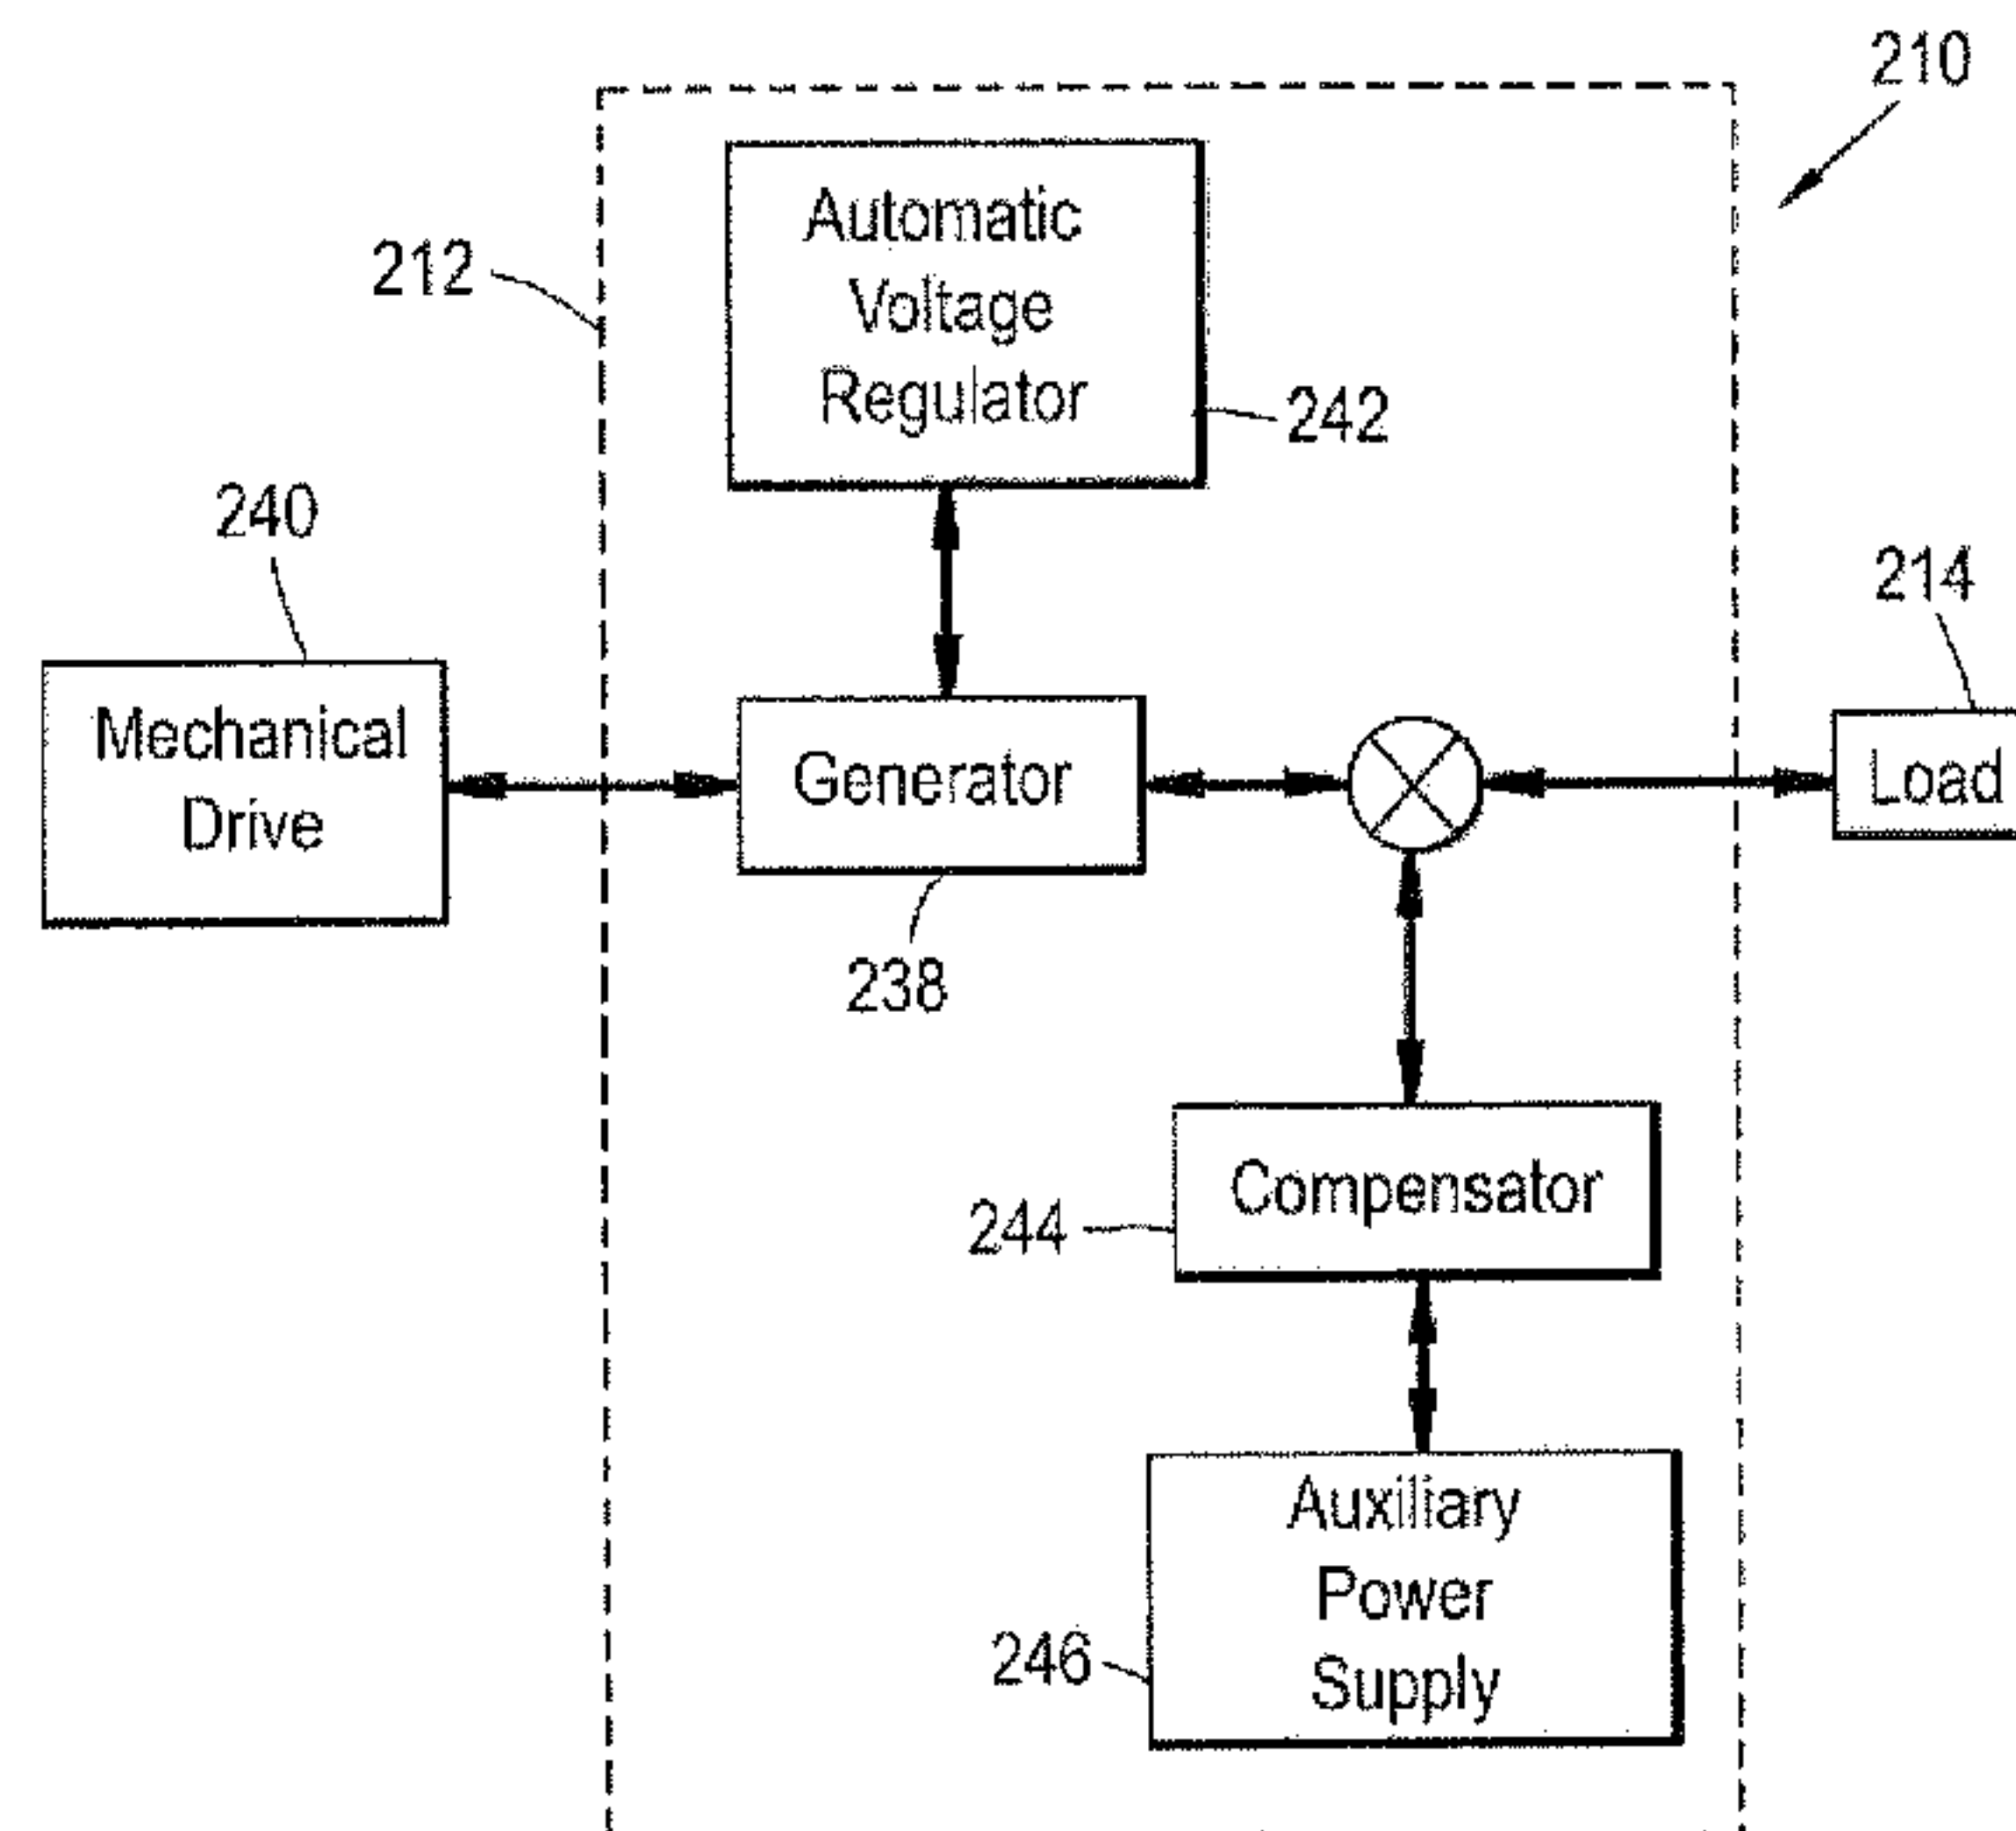 210
Automatic
Voltage
Regulator
212
242
240
214
Mechanical
Drive
Generator
Load
238
Compensator
244
Auxiliary
Power
Supply
246